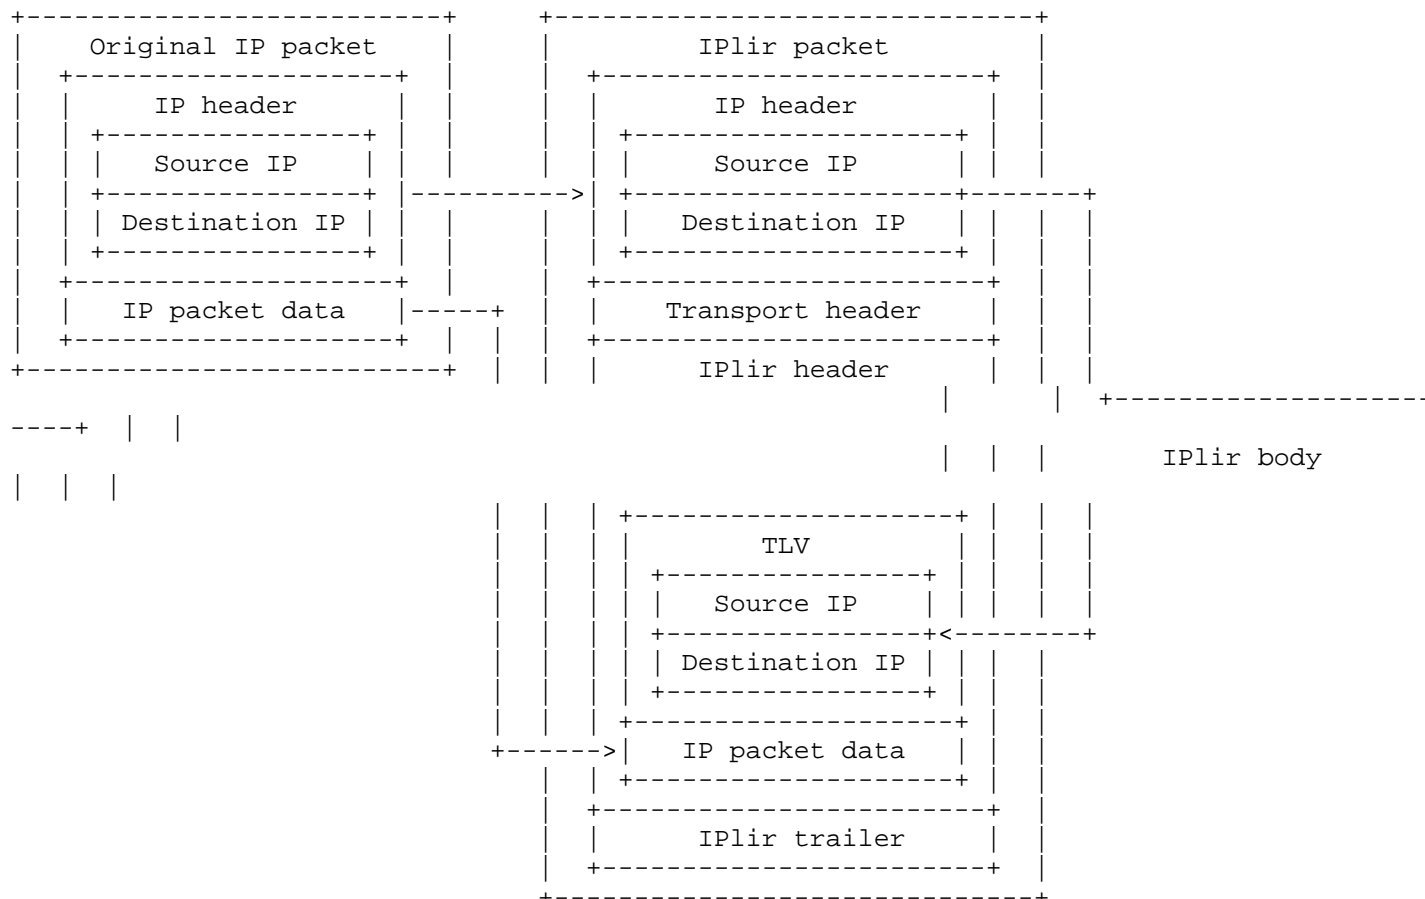 Original IP packet IPlir packet
IP header IP header
Source IP Source IP
Destination IP Destination IP
IP packet data Transport header
IPlir header
IPlir body
TLV
Source IP
Destination IP
IP packet data
IPlir trailer